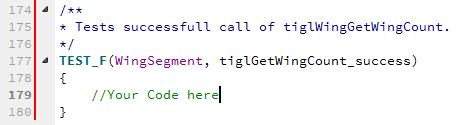 174 /**
175 * Tests successfull call of tiglWingGetWingCount.
176 */
177 TEST_F(WingSegment, tiglGetWingCount_success)
178 {
179 //Your Code here
180 }